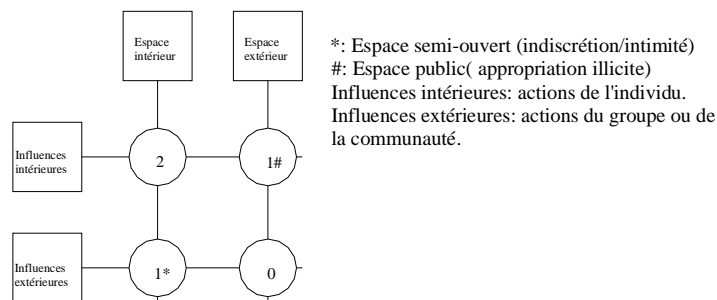 Espace
intérieur
Espace
extérieur
*: Espace semi-ouvert (indiscrétion/intimité)
#: Espace public( appropriation illicite)
Influences intérieures: actions de l'individu.
Influences extérieures: actions du groupe ou de
la communauté.
Influences
intérieures
2
1#
Influences
extérieures
1*
0